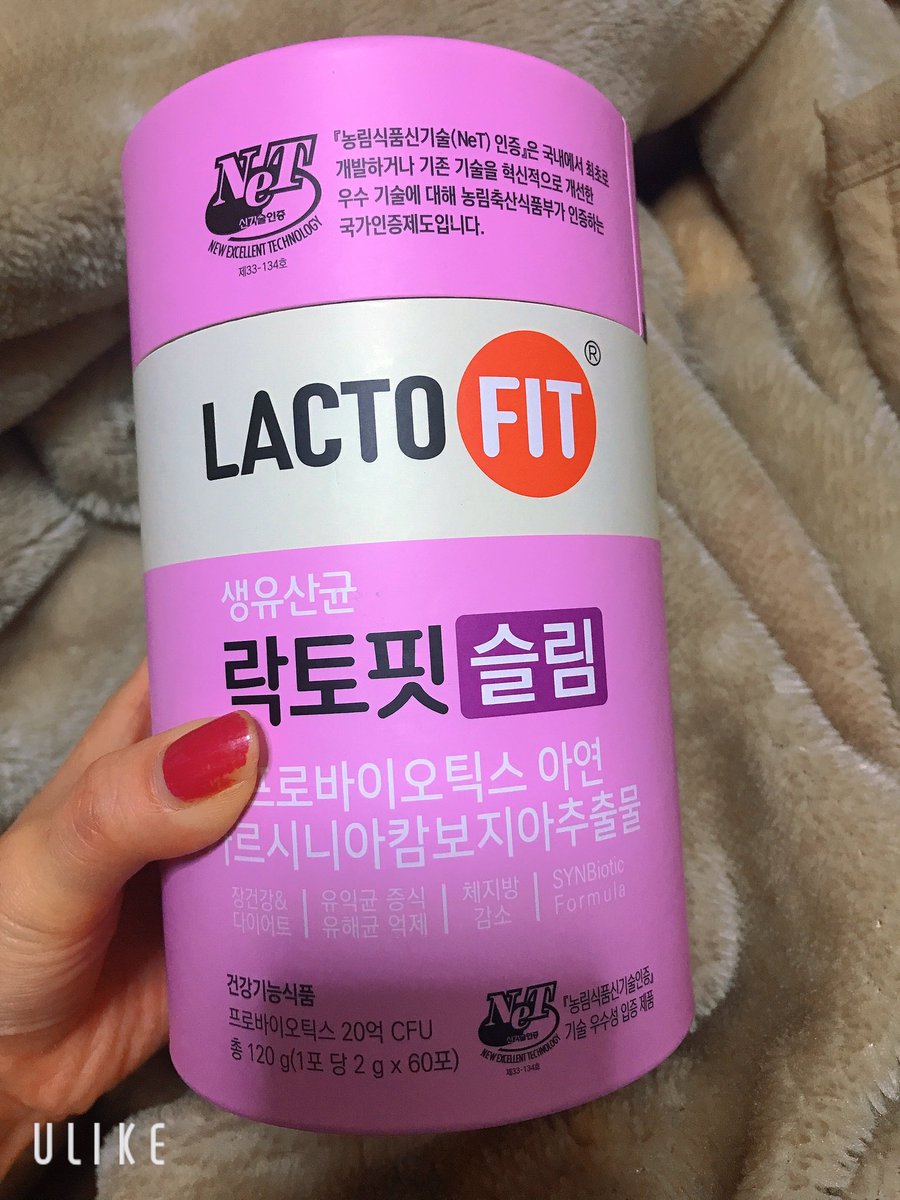 NeT
신기술인증
NEW EXCELLENT TECHNOLOGY
제33-134호
『농림식품신기술(NeT) 인증』은 국내에서 최초로
개발하거나 기존 기술을 혁신적으로 개선한
우수 기술에 대해 농림축산식품부가 인증하는
국가인증제도입니다.
LACTO FIT®
생유산균
락토핏 슬림
프로바이오틱스 아연
르시니아캄보지아추출물
장건강&
다이어트
유익균 증식
유해균 억제
체지방
감소
SYNBiotic
Formula
건강기능식품
프로바이오틱스 20억 CFU
총 120 g(1포 당 2 g x 60포)
NeT
신기술인증
NEW EXCELLENT TECHNOLOGY
제33-134호
『농림식품신기술인증』
기술 우수성 입증 제품
ULIKE